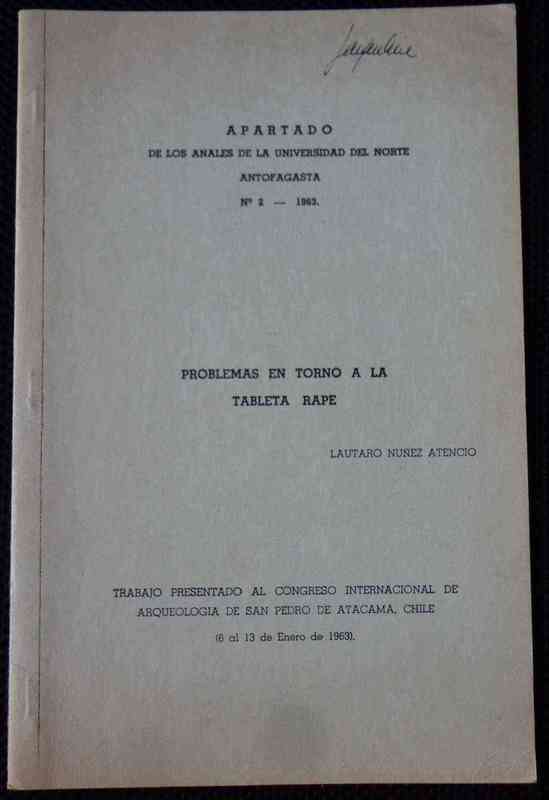 APARTADO
DE LOS ANALES DE LA UNIVERSIDAD DEL NORTE
ANTOFAGASTA
Nº 2 — 1963.
PROBLEMAS EN TORNO A LA
TABLETA RAPE
LAUTARO NUÑEZ ATENCIO
TRABAJO PRESENTADO AL CONGRESO INTERNACIONAL DE
ARQUEOLOGIA DE SAN PEDRO DE ATACAMA, CHILE
(6 al 13 de Enero de 1963).